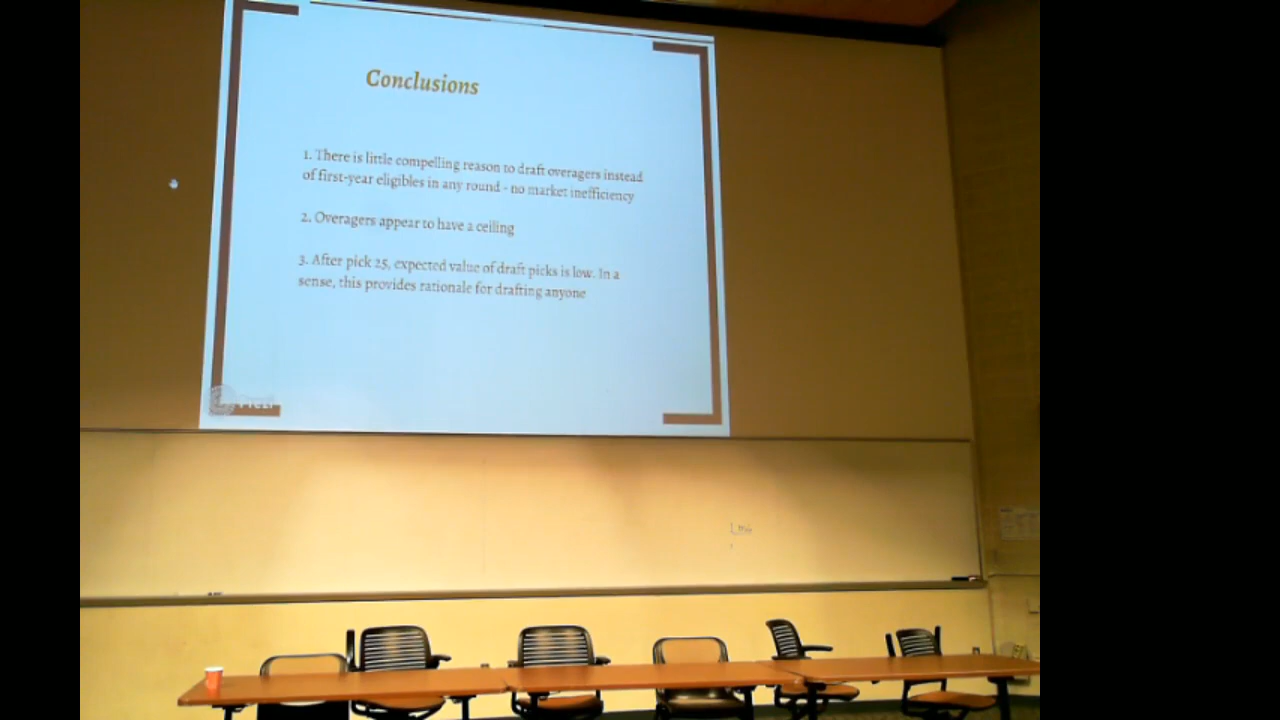 Conclusions
1. There is little compelling reason to draft overagers instead
of first-year eligibles in any round - no market inefficiency
2. Overagers appear to have a ceiling
3. After pick 25, expected value of draft picks is low. In a
sense, this provides rationale for drafting anyone
Prezi